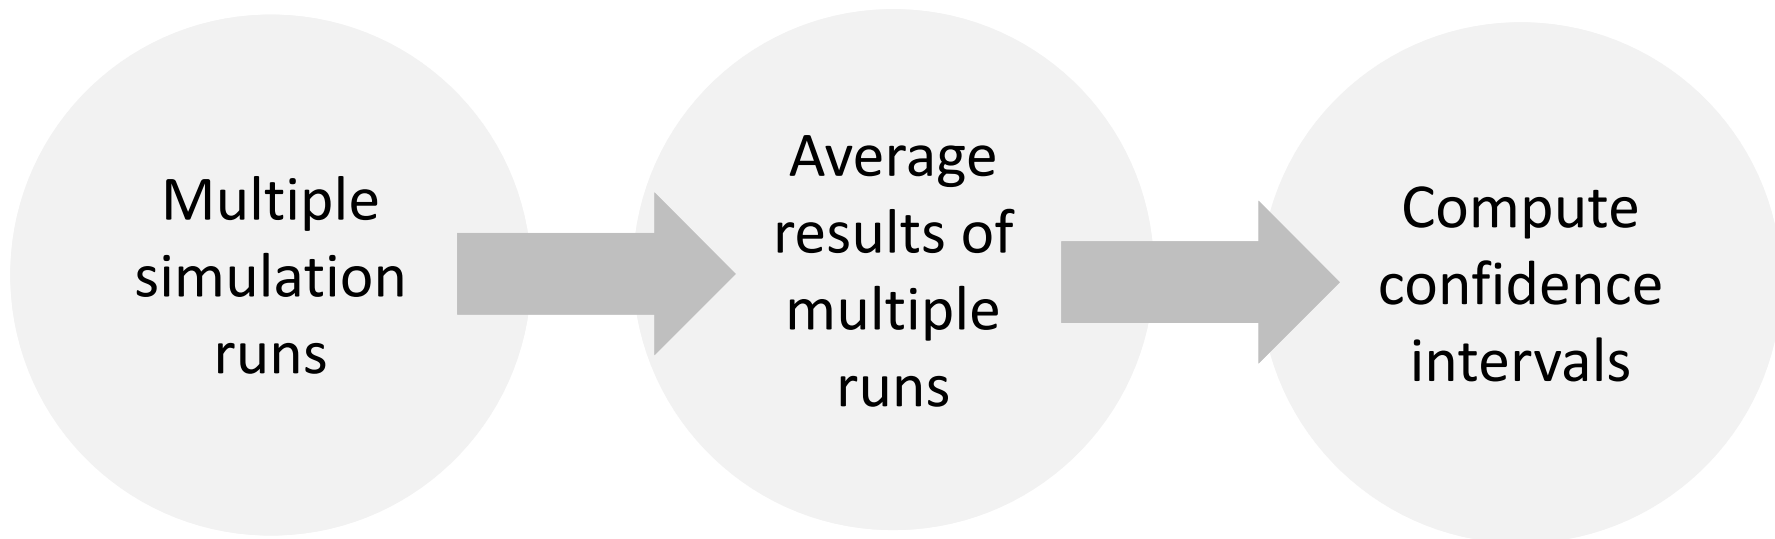 Multiple
simulation
runs
Average
results of
multiple
runs
Compute
confidence
intervals